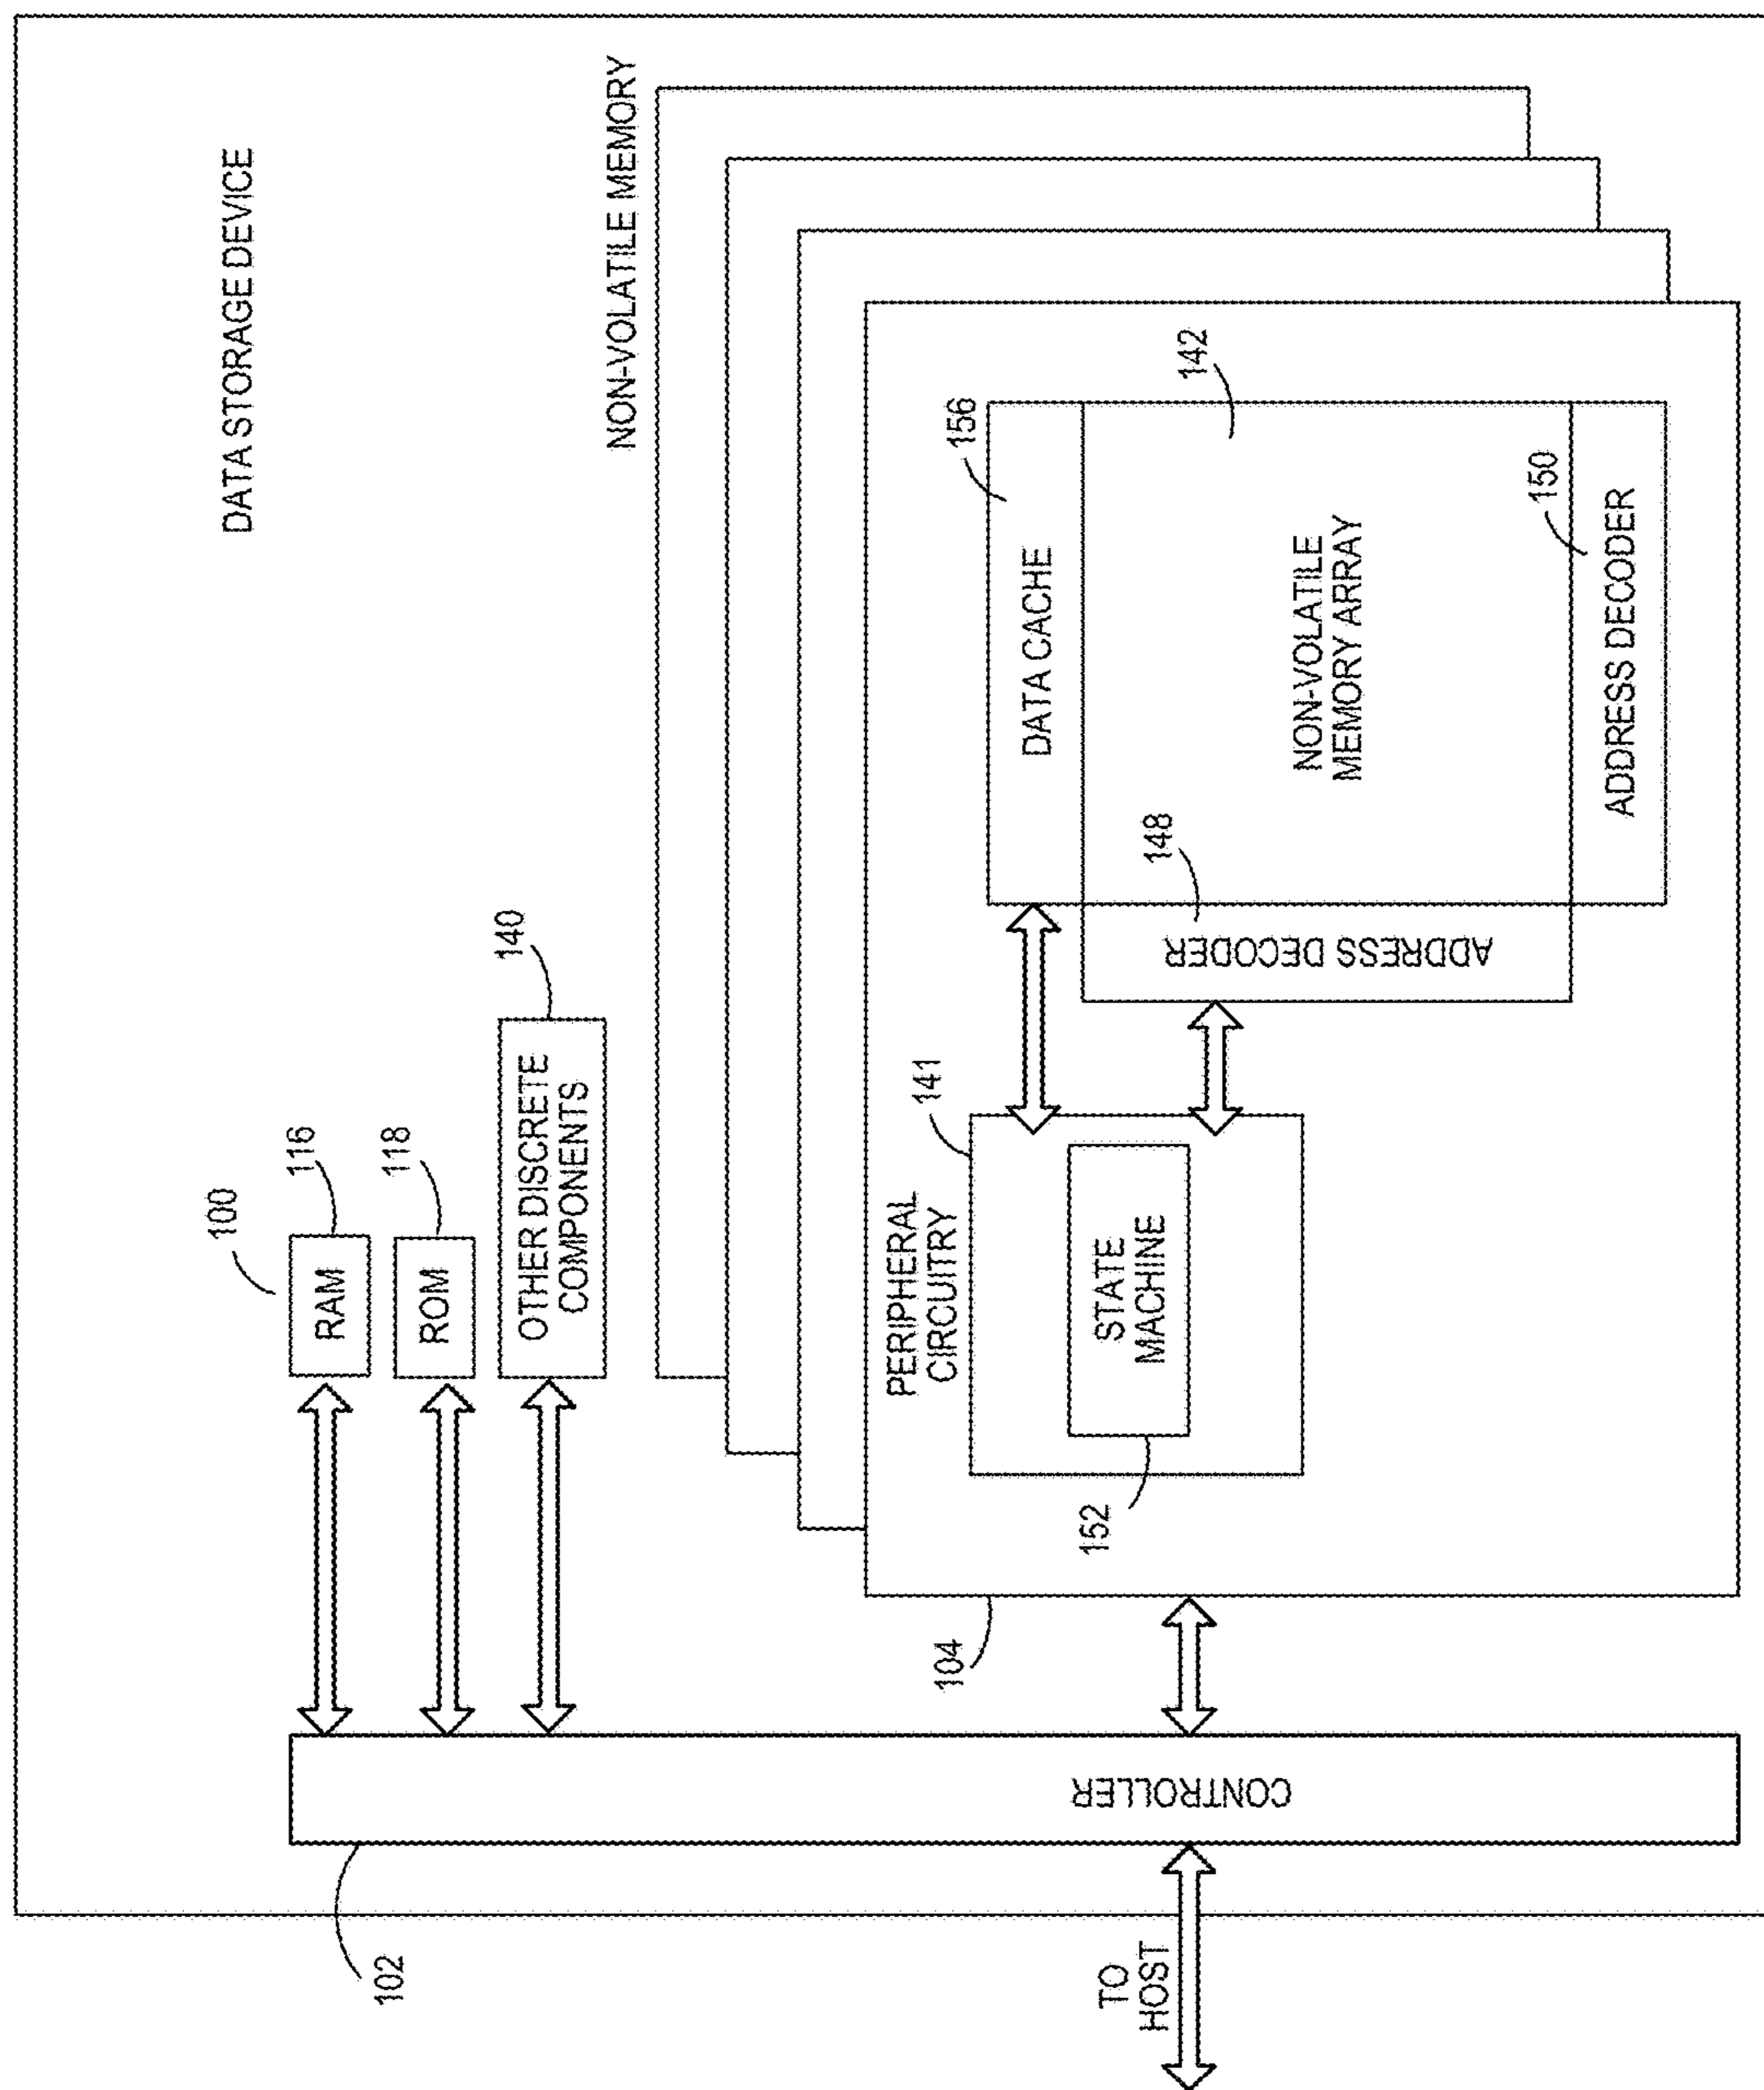 DATA STORAGE DEVICE
100
RAM
116
ROM
118
OTHER DISCRETE
COMPONENTS
140
NON-VOLATILE MEMORY
102
CONTROLLER
TO
HOST
104
PERIPHERAL
CIRCUITRY
141
STATE
MACHINE
152
DATA CACHE
156
ADDRESS DECODER
148
NON-VOLATILE
MEMORY ARRAY
142
ADDRESS DECODER
150